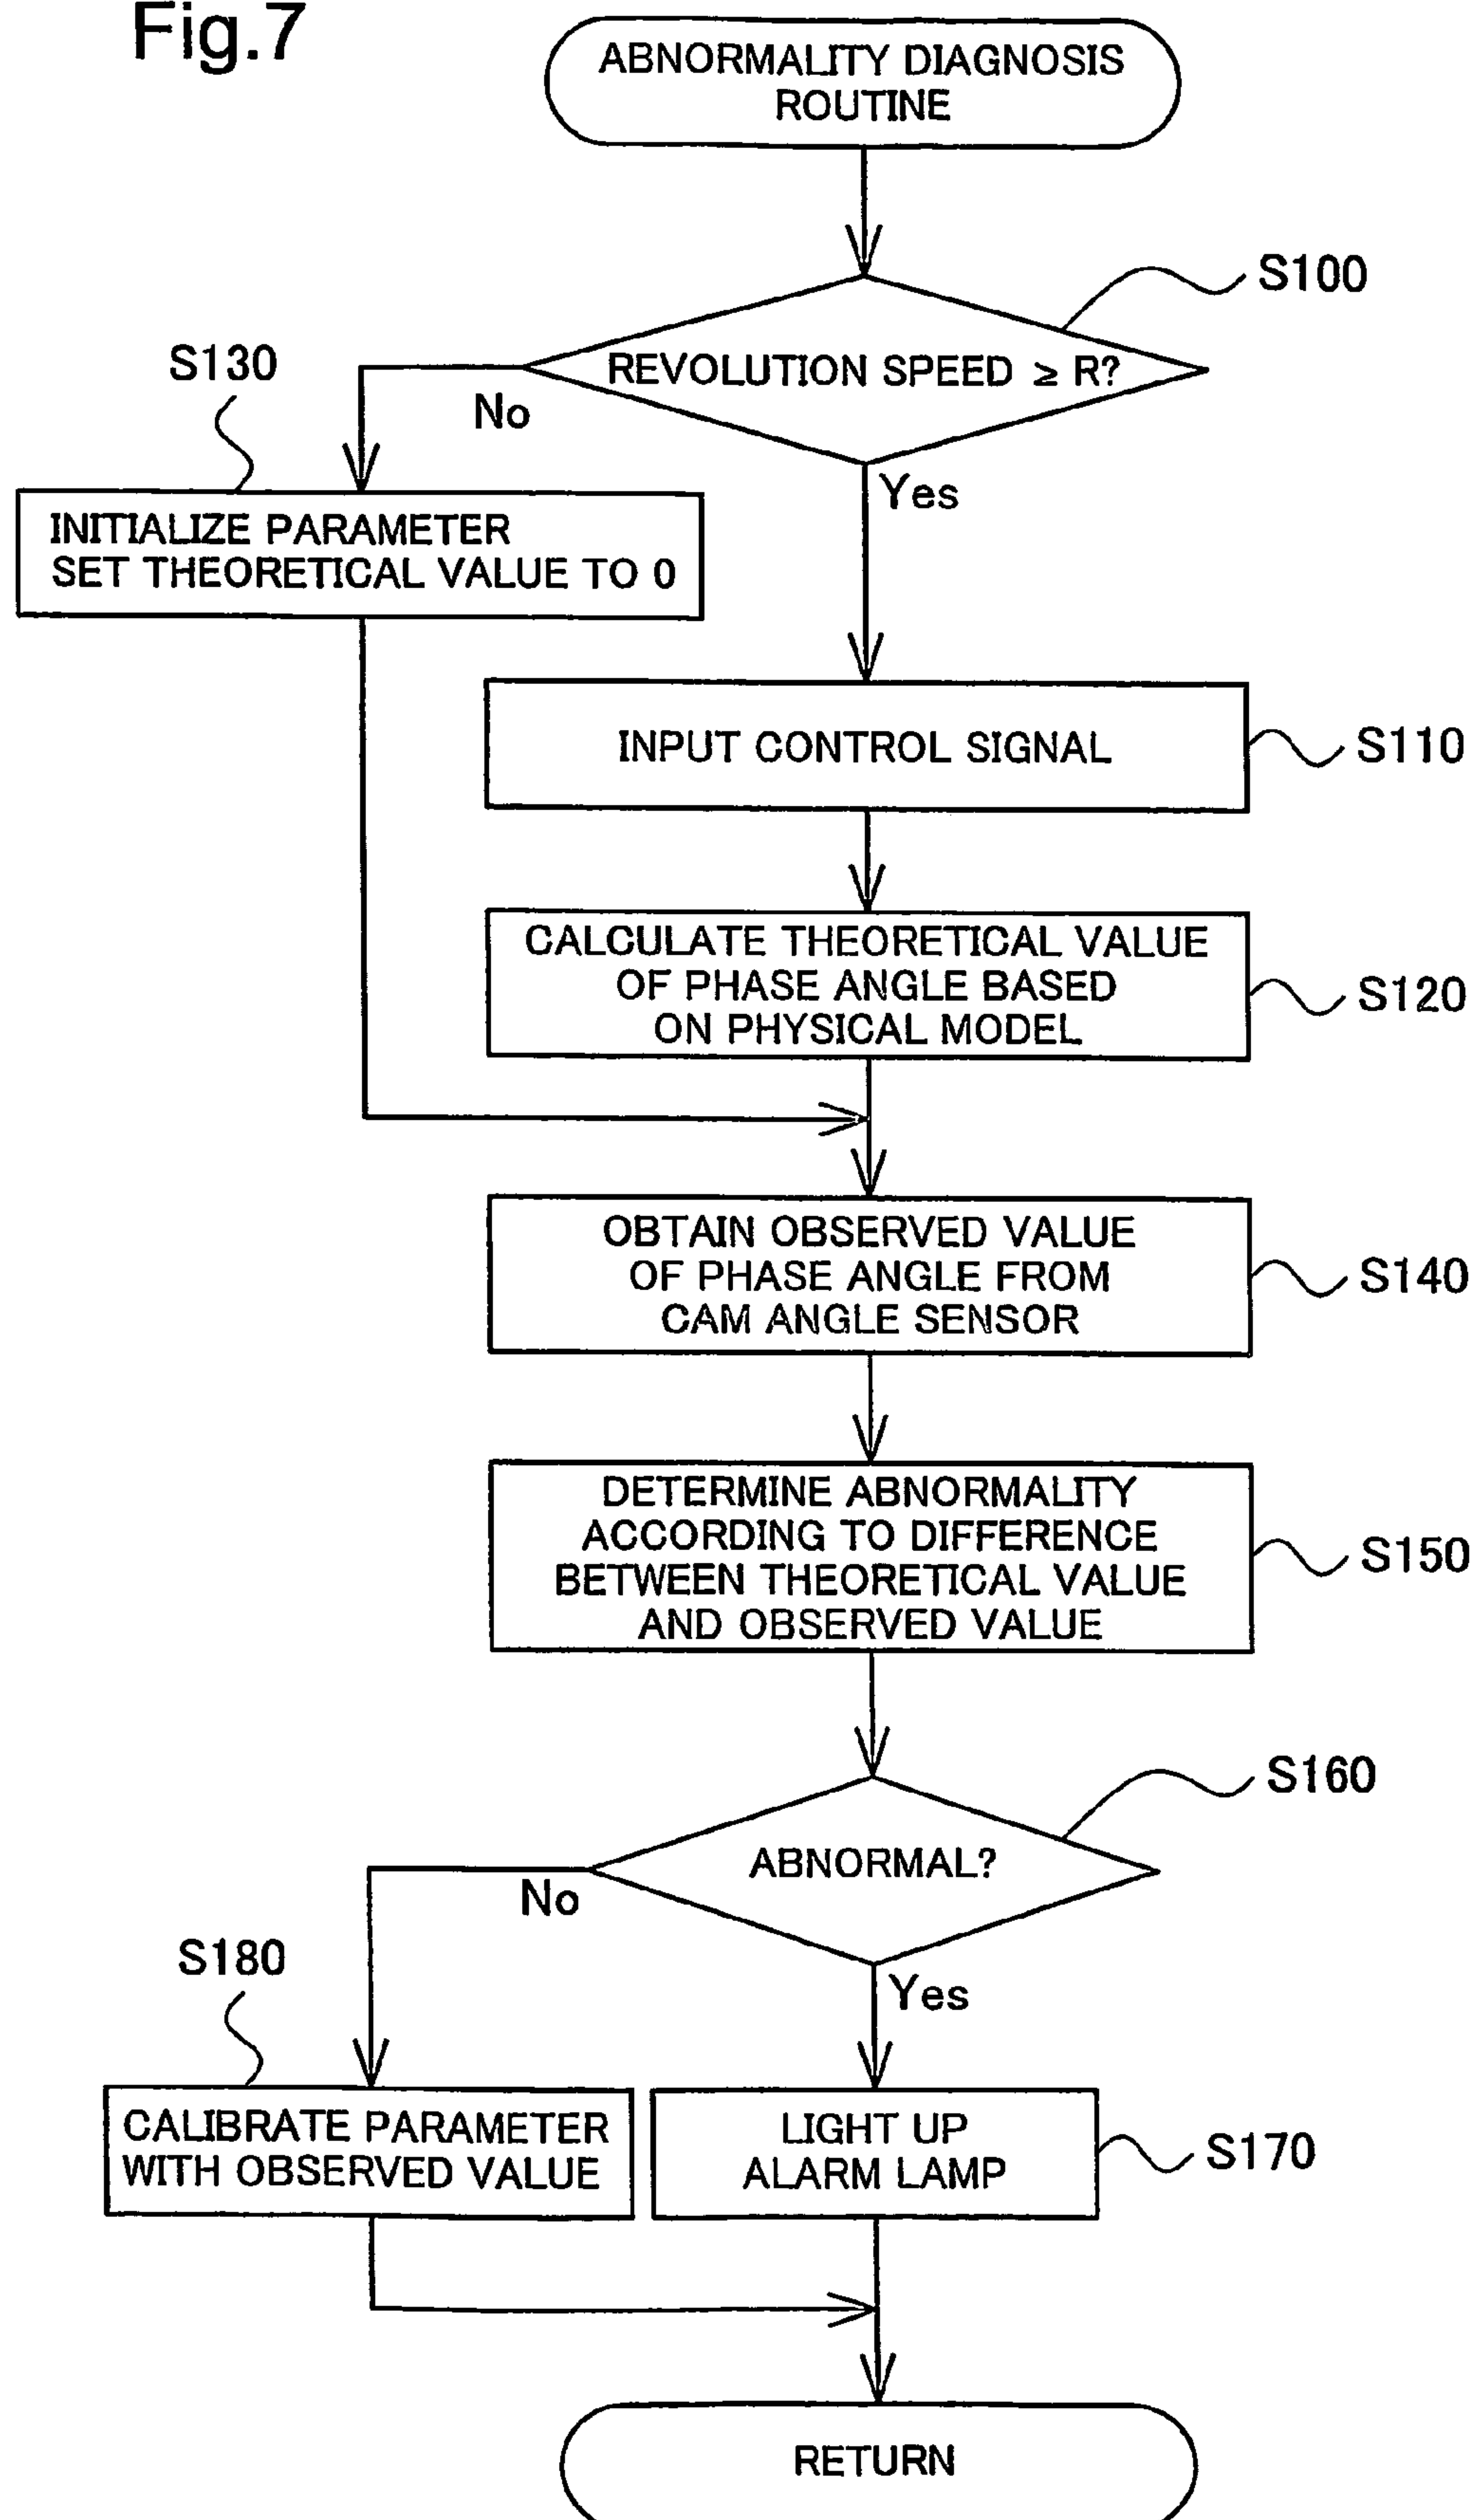 Fig.7
ABNORMALITY DIAGNOSIS
ROUTINE
S100
REVOLUTION SPEED ≥ R?
S130
No
Yes
INITIALIZE PARAMETER
SET THEORETICAL VALUE TO 0
INPUT CONTROL SIGNAL
S110
CALCULATE THEORETICAL VALUE
OF PHASE ANGLE BASED
ON PHYSICAL MODEL
S120
OBTAIN OBSERVED VALUE
OF PHASE ANGLE FROM
CAM ANGLE SENSOR
S140
DETERMINE ABNORMALITY
ACCORDING TO DIFFERENCE
BETWEEN THEORETICAL VALUE
AND OBSERVED VALUE
S150
S160
ABNORMAL?
No
Yes
S180
CALIBRATE PARAMETER
WITH OBSERVED VALUE
LIGHT UP
ALARM LAMP
S170
RETURN